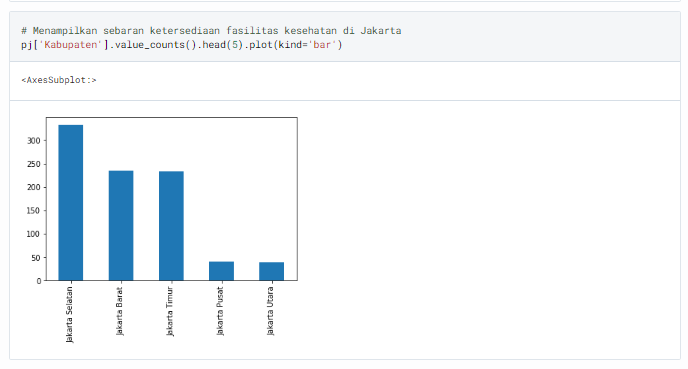 # Menampilkan sebaran ketersediaan fasilitas kesehatan di Jakarta
pj['Kabupaten'].value_counts().head(5).plot(kind='bar')
<AxesSubplot:>
300
250
200
150
100
50
0
Jakarta Selatan
Jakarta Barat
Jakarta Timur
Jakarta Pusat
Jakarta Utara